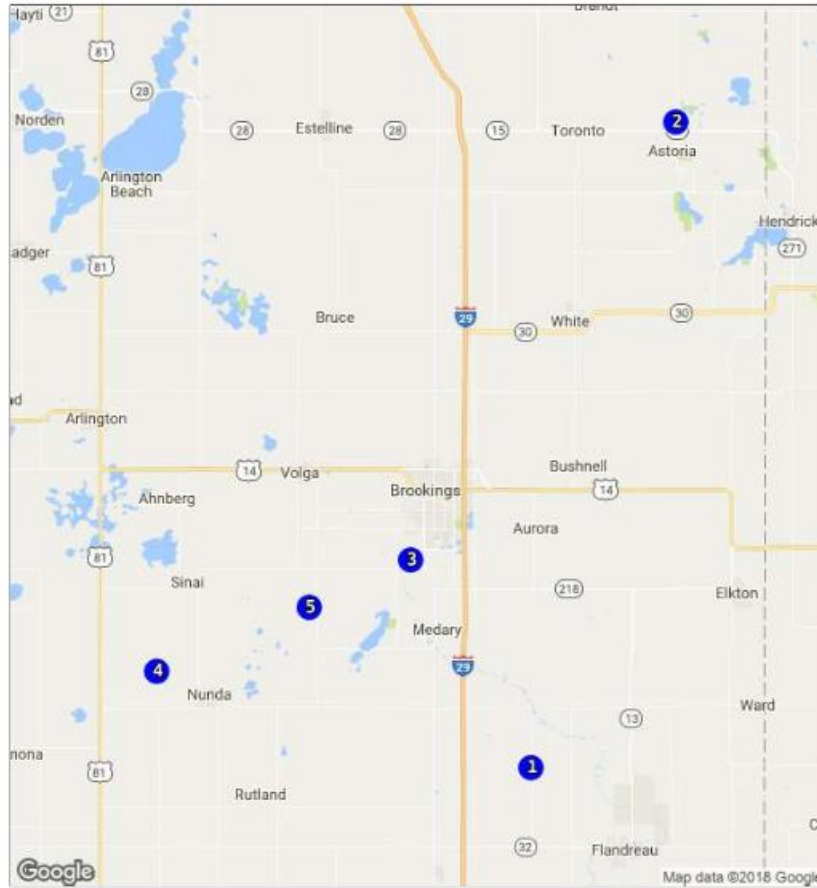 Hayti
21
Brandt
81
28
Norden
28
Estelline
28
15
Toronto
2
Astoria
Arlington
Beach
Hendrick
271
adger
81
29
Bruce
White
30
30
Arlington
14
Volga
Bushnell
Brookings
14
Ahnberg
Aurora
81
3
Sinai
218
Elkton
5
Medary
29
4
Nunda
Ward
13
nona
81
1
Rutland
32
Flandreau
Google
Map data ©2018 Google